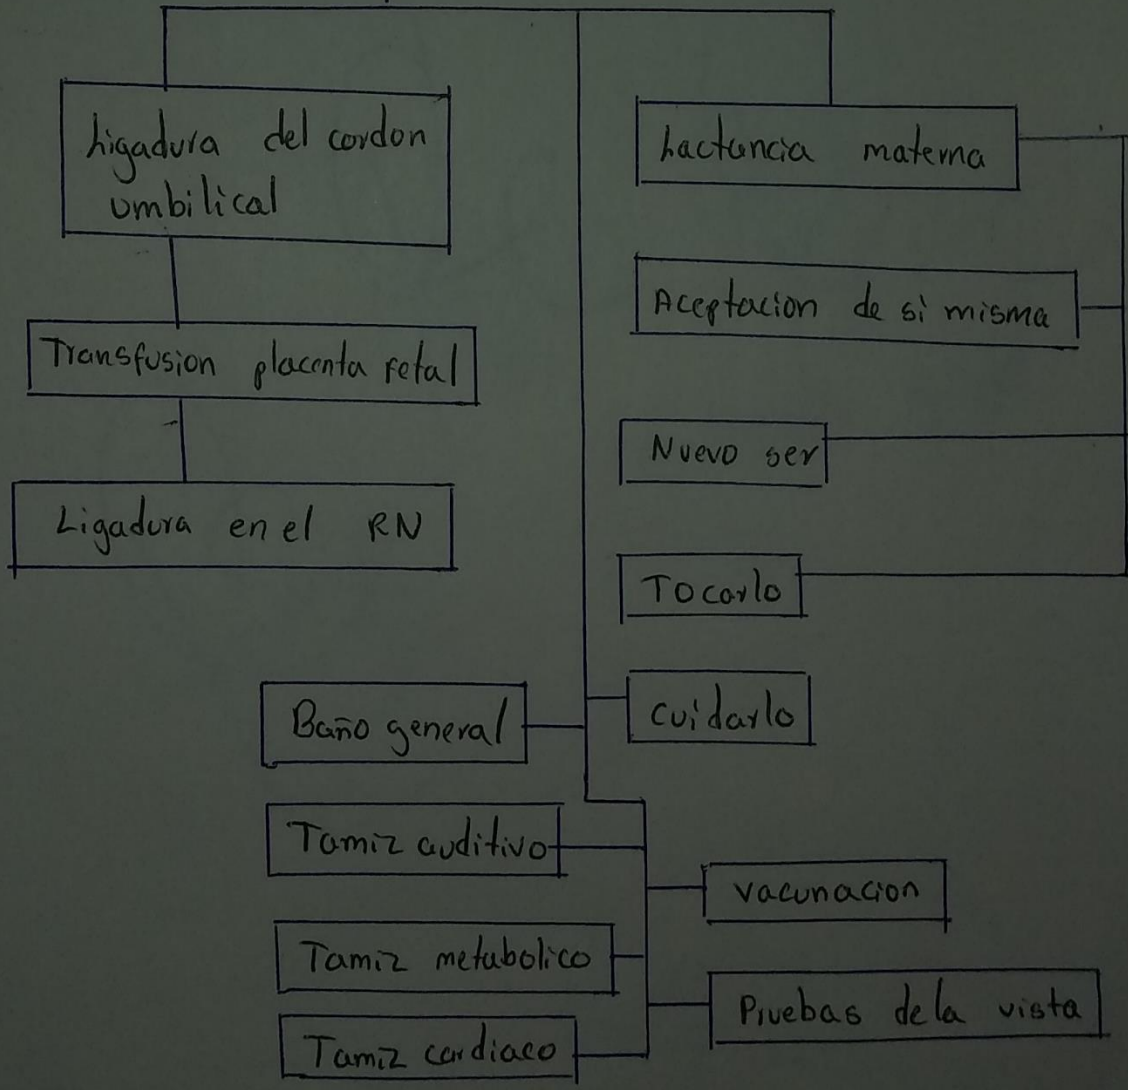 Ligadura del cordon
umbilical
Lactancia materna
Aceptacion de si misma
Transfusion placenta fetal
Nuevo ser
Ligadura en el RN
Tocarlo
Baño general
cuidarlo
Tamiz auditivo
vacunacion
Tamiz metabolico
Pruebas de la vista
Tamiz cardiaco